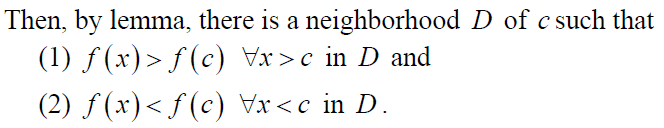 Then, by lemma, there is a neighborhood D of c such that
(1) f(x) > f(c) ∀x > c in D and
(2) f(x) < f(c) ∀x < c in D.